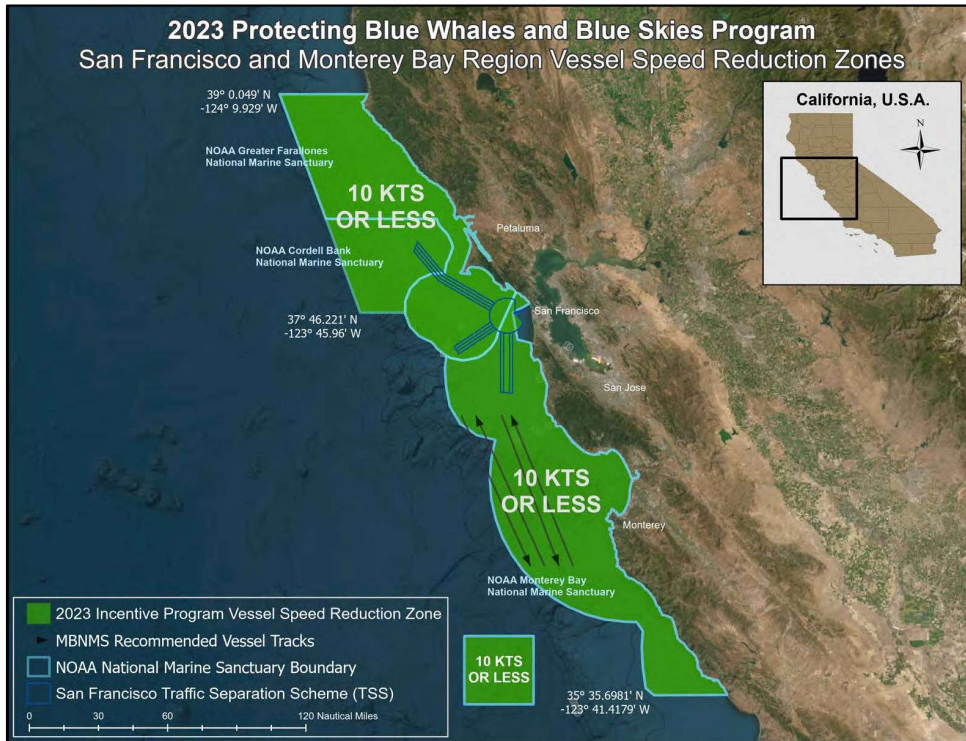 2023 Protecting Blue Whales and Blue Skies Program
San Francisco and Monterey Bay Region Vessel Speed Reduction Zones
39° 0.049' N
-124° 9.929' W
California, U.S.A.
N
NOAA Greater Farallones
National Marine Sanctuary
10 KTS
OR LESS
Petaluma
NOAA Cordell Bank
National Marine Sanctuary
37° 46.221' N
-123° 45.96' W
San Francisco
San Jose
10 KTS
OR LESS
Monterey
NOAA Monterey Bay
National Marine Sanctuary
2023 Incentive Program Vessel Speed Reduction Zone
MBNMS Recommended Vessel Tracks
NOAA National Marine Sanctuary Boundary
San Francisco Traffic Separation Scheme (TSS)
0 30 60 120 Nautical Miles
10 KTS
OR LESS
35° 35.6981' N
-123° 41.4179' W